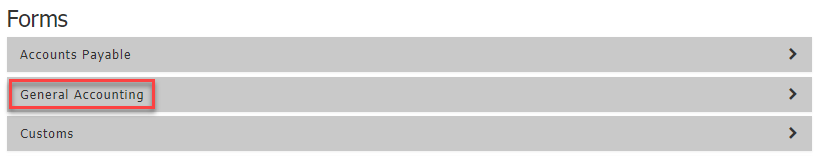 Forms
Accounts Payable
General Accounting
Customs